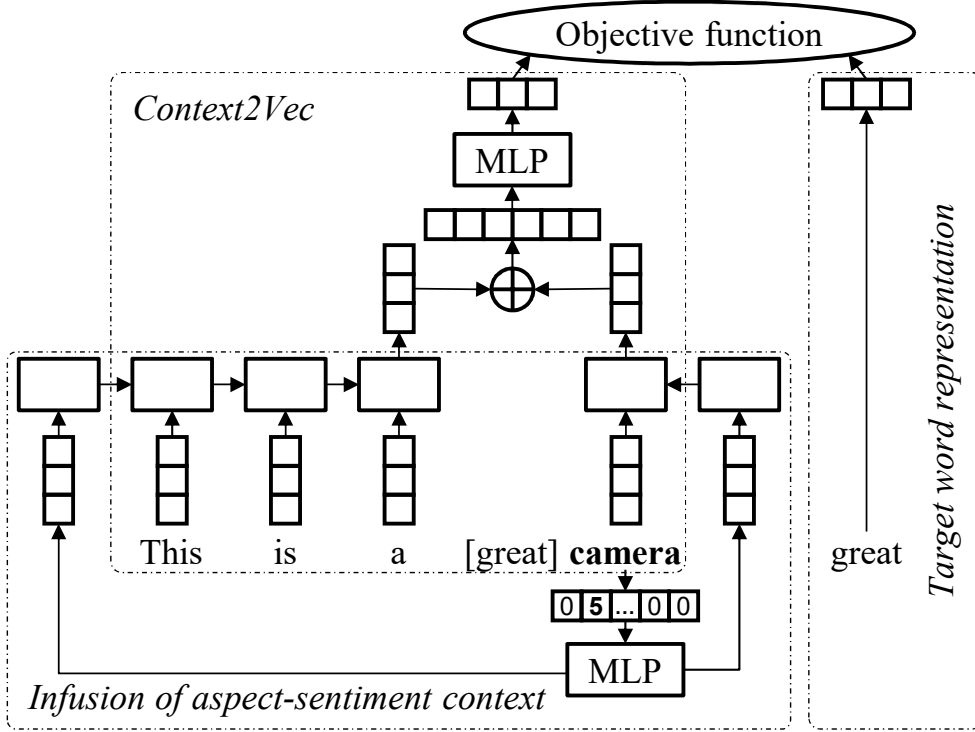 Objective function
Context2Vec
MLP
This is a [great] camera
great
0 5 ... 0 0
MLP
Infusion of aspect-sentiment context
Target word representation